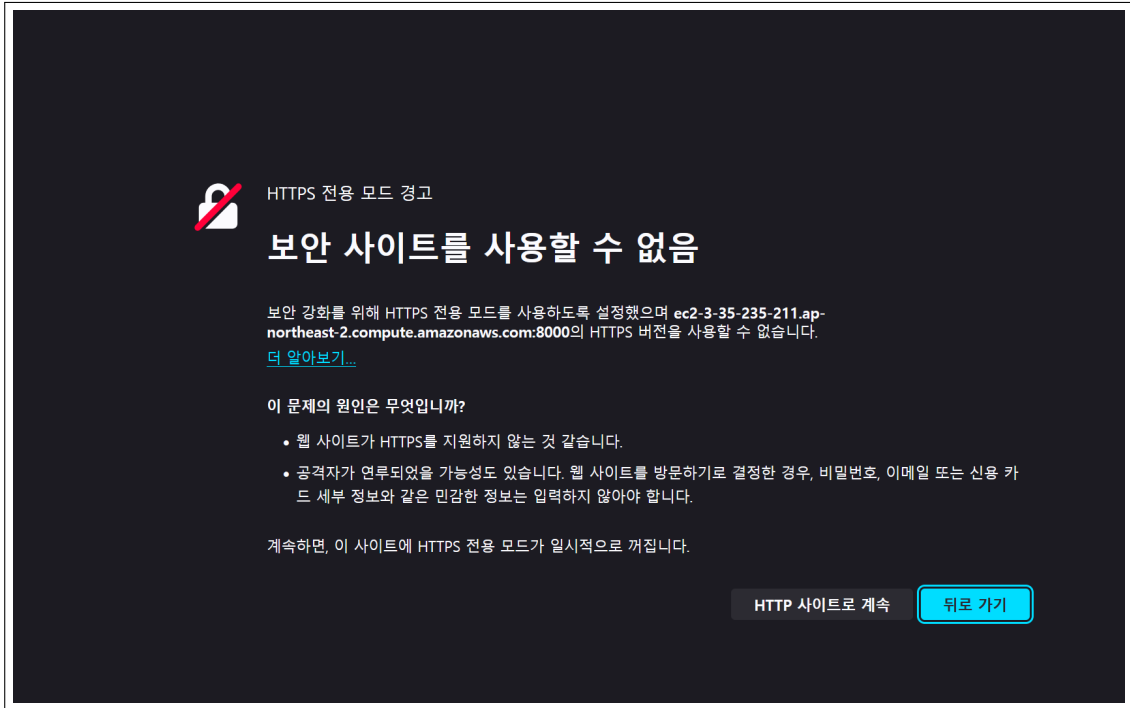 HTTPS 전용 모드 경고
보안 사이트를 사용할 수 없음
보안 강화를 위해 HTTPS 전용 모드를 사용하도록 설정했으며 ec2-3-35-235-211.ap-
northeast-2.compute.amazonaws.com:8000의 HTTPS 버전을 사용할 수 없습니다.
더 알아보기...
이 문제의 원인은 무엇입니까?
• 웹 사이트가 HTTPS를 지원하지 않는 것 같습니다.
• 공격자가 연루되었을 가능성도 있습니다. 웹 사이트를 방문하기로 결정한 경우, 비밀번호, 이메일 또는 신용 카
드 세부 정보와 같은 민감한 정보는 입력하지 않아야 합니다.
계속하면, 이 사이트에 HTTPS 전용 모드가 일시적으로 꺼집니다.
HTTP 사이트로 계속
뒤로 가기